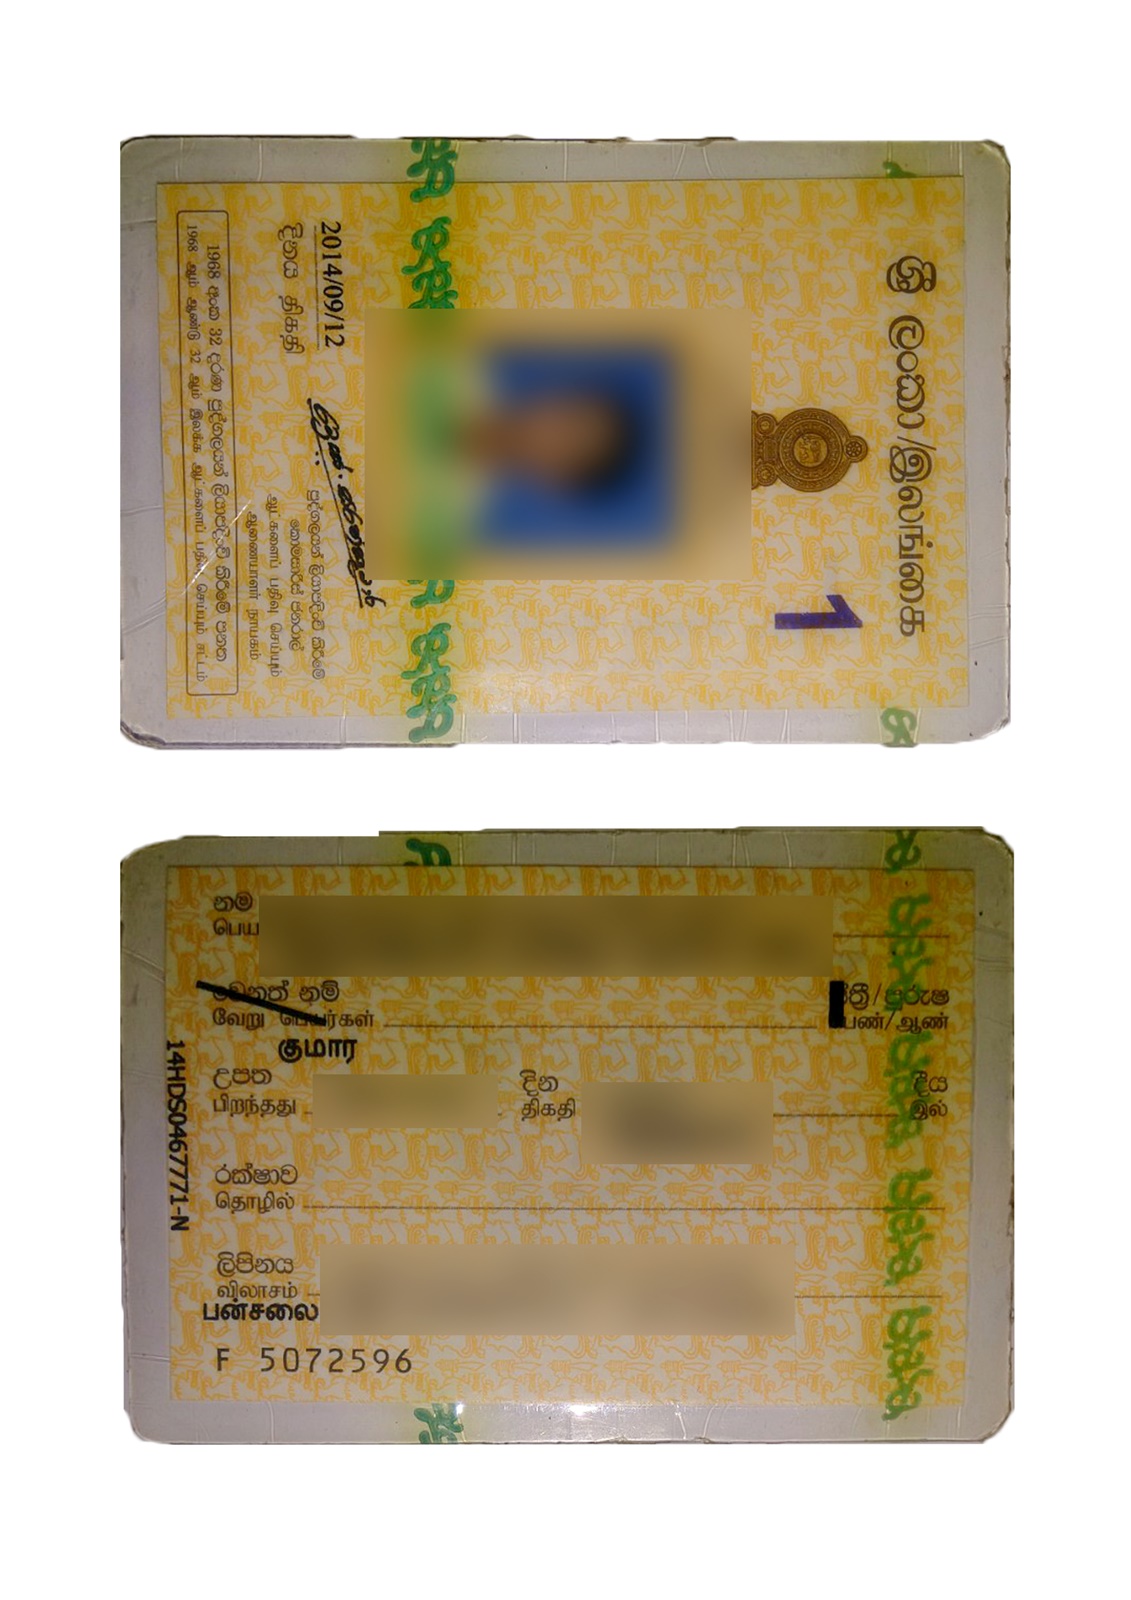 ශ්‍රී ලංකා/இலங்கை
1
2014/09/12
දිනය திகதி
පුද්ගලයන් ලියාපදිංචි කිරීමේ
කොමසාරිස් ජනරාල්
ஆட்களைப் பதிவு செய்யும்
ஆணையாளர் நாயகம்
1968 අංක 32 දරණ පුද්ගලයන් ලියාපදිංචි කිරීමේ පනත
1968 ஆம் ஆண்டு 32 ஆம் இலக்க ஆட்களைப் பதிவு செய்யும் சட்டம்
නම
பெய
වෙනත් නම් ස්ත්‍රී/පුරුෂ
வேறு பெயர்கள் பெண்/ஆண்
குமார
උපත දින දීය
பிறந்தது திகதி இல்
රක්ෂාව
தொழில்
ලිපිනය
விலாசம்
பன்சலை
F 5072596
14HDS0467771-N